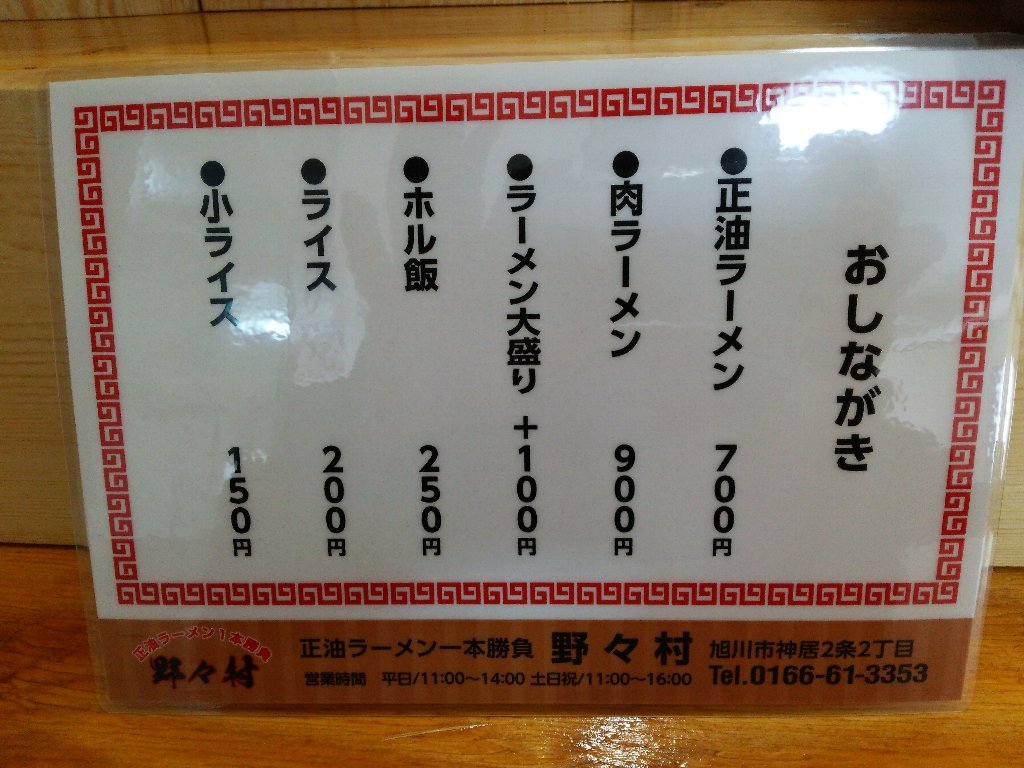 おしながき
●正油ラーメン 700円
●肉ラーメン 900円
●ラーメン大盛り +100円
●ホル飯 250円
●ライス 200円
●小ライス 150円
正油ラーメン1本勝負
野々村
正油ラーメン一本勝負 野々村 旭川市神居2条2丁目
営業時間 平日/11:00～14:00 土日祝/11:00～16:00 Tel.0166-61-3353